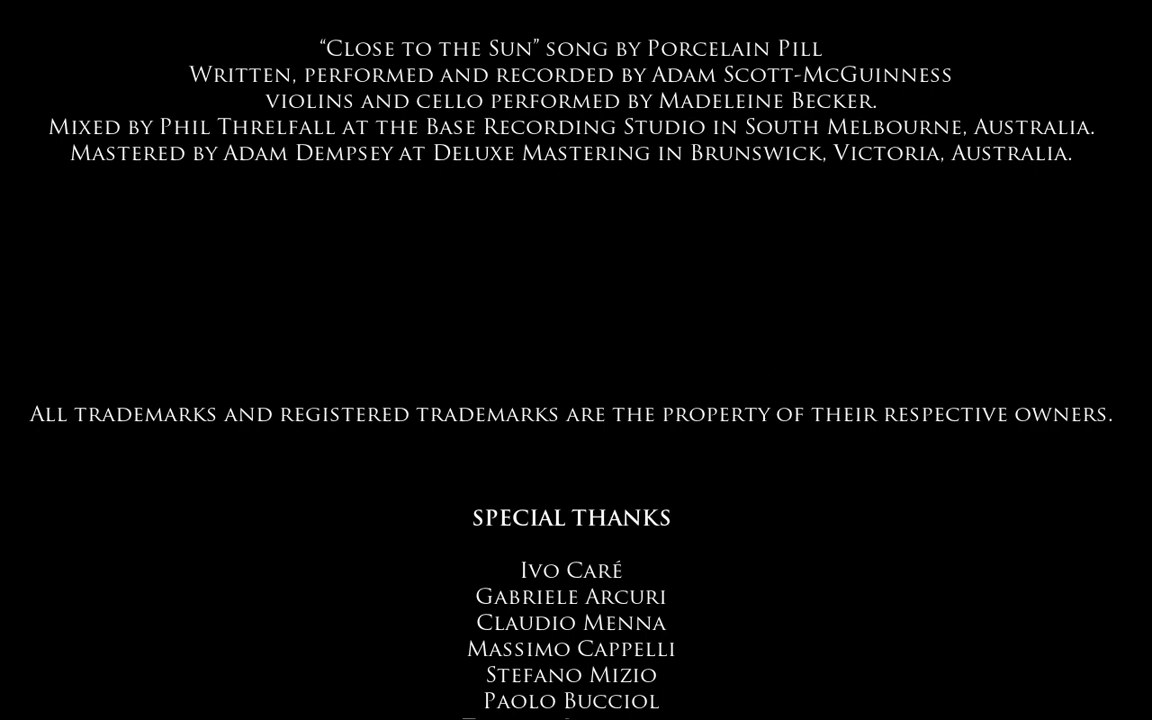 “Close to the Sun” song by Porcelain Pill
Written, performed and recorded by Adam Scott-McGuinness
violins and cello performed by Madeleine Becker.
Mixed by Phil Threlfall at the Base Recording Studio in South Melbourne, Australia.
Mastered by Adam Dempsey at Deluxe Mastering in Brunswick, Victoria, Australia.
All trademarks and registered trademarks are the property of their respective owners.
SPECIAL THANKS
Ivo Caré
Gabriele Arcuri
Claudio Menna
Massimo Cappelli
Stefano Mizio
Paolo Bucciol